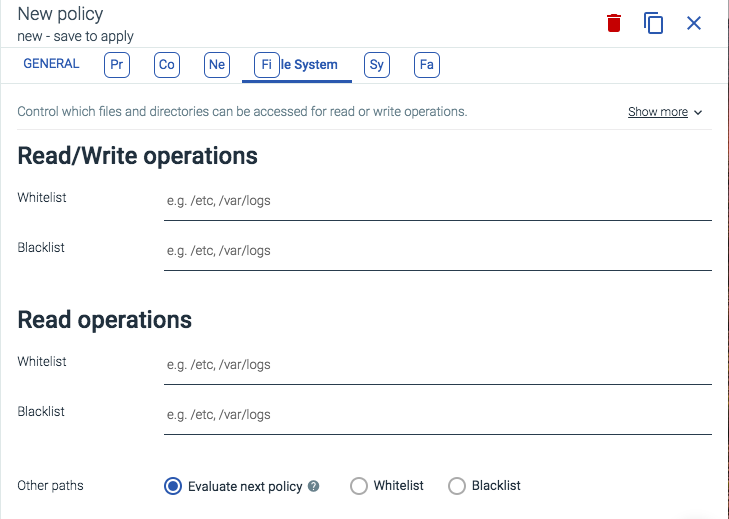 New policy
new - save to apply
GENERAL Pr Co Ne File System Sy Fa
Control which files and directories can be accessed for read or write operations. Show more
Read/Write operations
Whitelist e.g. /etc, /var/logs
Blacklist e.g. /etc, /var/logs
Read operations
Whitelist e.g. /etc, /var/logs
Blacklist e.g. /etc, /var/logs
Other paths Evaluate next policy ? Whitelist Blacklist